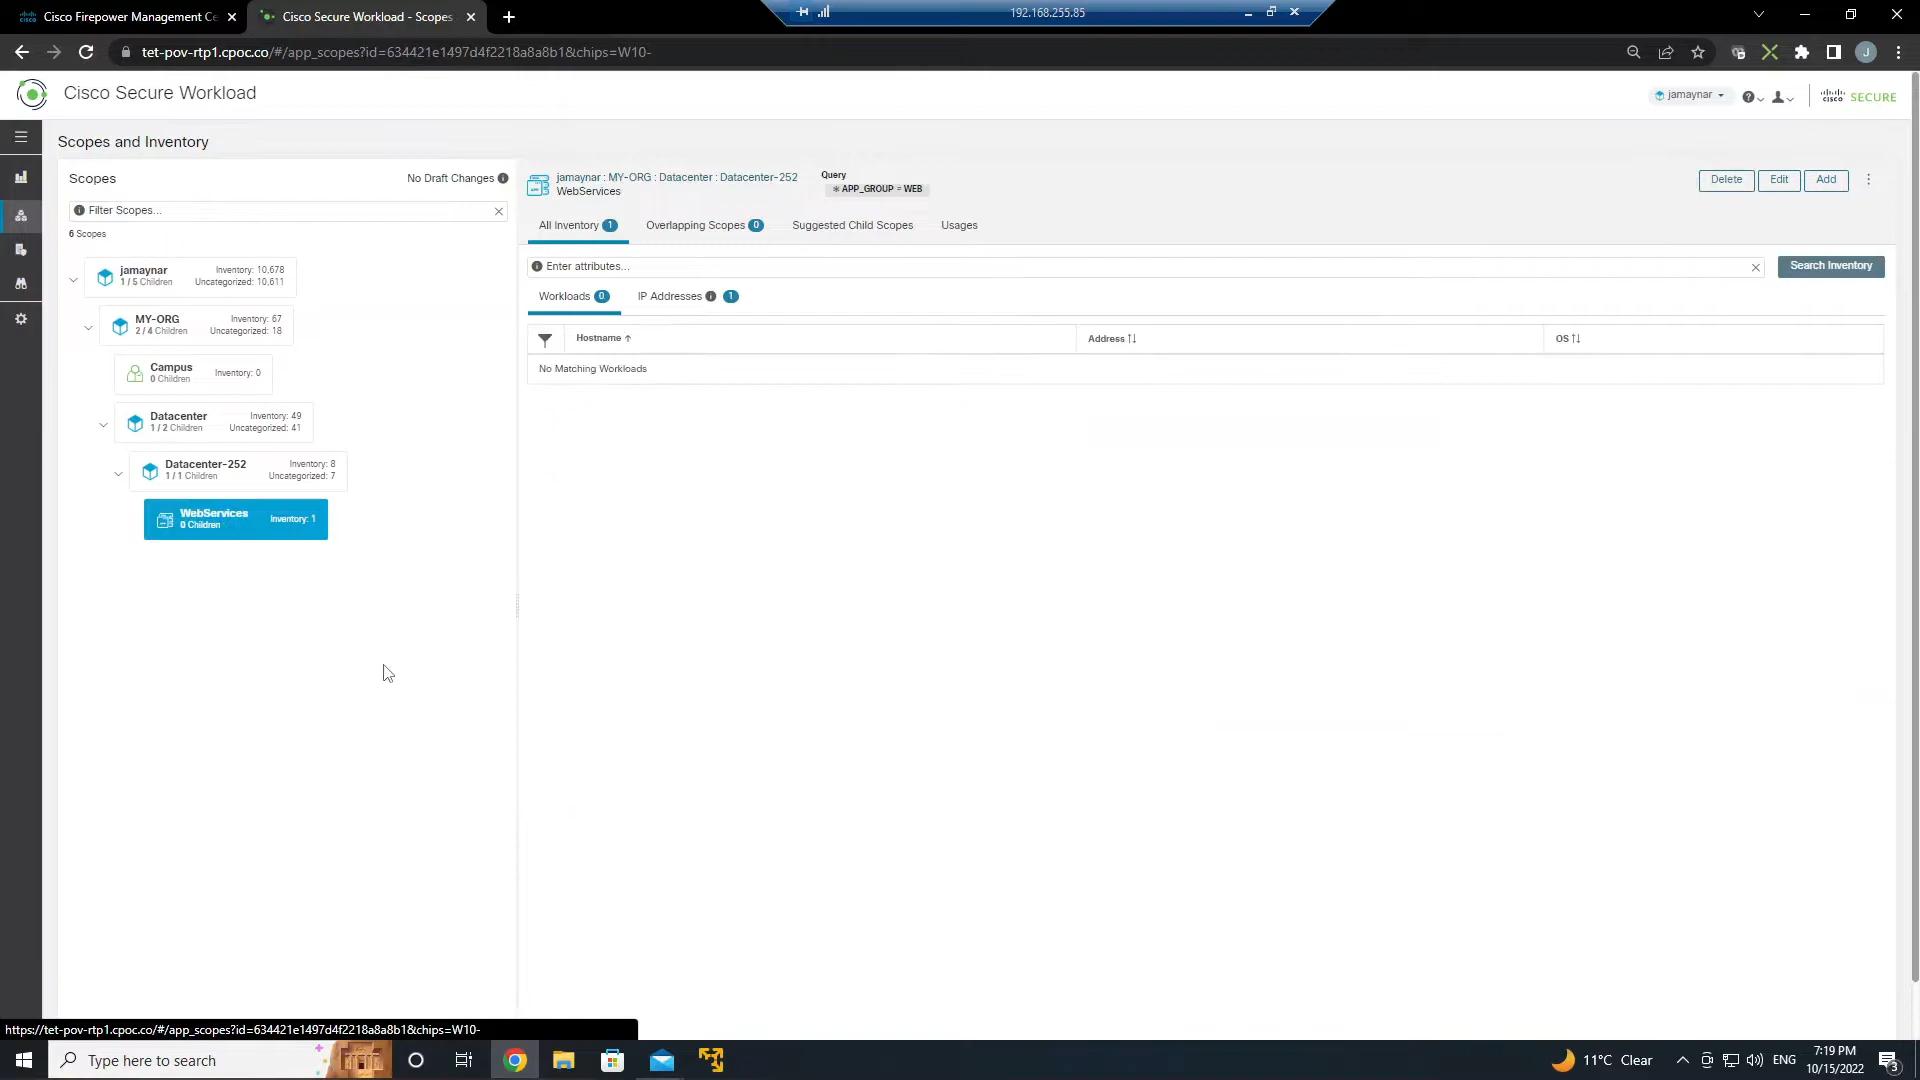 Cisco Firepower Management Ce
Cisco Secure Workload - Scopes
192.168.255.85
tet-pov-rtp1.cpoc.co/#/app_scopes?id=634421e1497d4f2218a8a8b1&chips=W10-
J
Cisco Secure Workload
jamaynar
cisco SECURE
Scopes and Inventory
Scopes
No Draft Changes
Filter Scopes...
6 Scopes
jamaynar
1 / 5 Children
Inventory: 10,678
Uncategorized: 10,611
MY-ORG
2 / 4 Children
Inventory: 67
Uncategorized: 18
Campus
0 Children
Inventory: 0
Datacenter
1 / 2 Children
Inventory: 49
Uncategorized: 41
Datacenter-252
1 / 1 Children
Inventory: 8
Uncategorized: 7
WebServices
0 Children
Inventory: 1
jamaynar : MY-ORG : Datacenter : Datacenter-252
WebServices
Query
* APP_GROUP = WEB
Delete
Edit
Add
All Inventory 1
Overlapping Scopes 0
Suggested Child Scopes
Usages
Enter attributes...
Search Inventory
Workloads 0
IP Addresses 1
Hostname
Address
OS
No Matching Workloads
https://tet-pov-rtp1.cpoc.co/#/app_scopes?id=634421e1497d4f2218a8a8b1&chips=W10-
Type here to search
11°C Clear
ENG
7:19 PM
10/15/2022
3